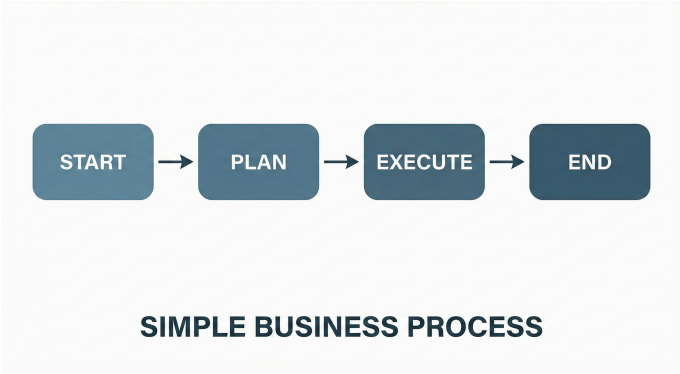 START
PLAN
EXECUTE
END
SIMPLE BUSINESS PROCESS